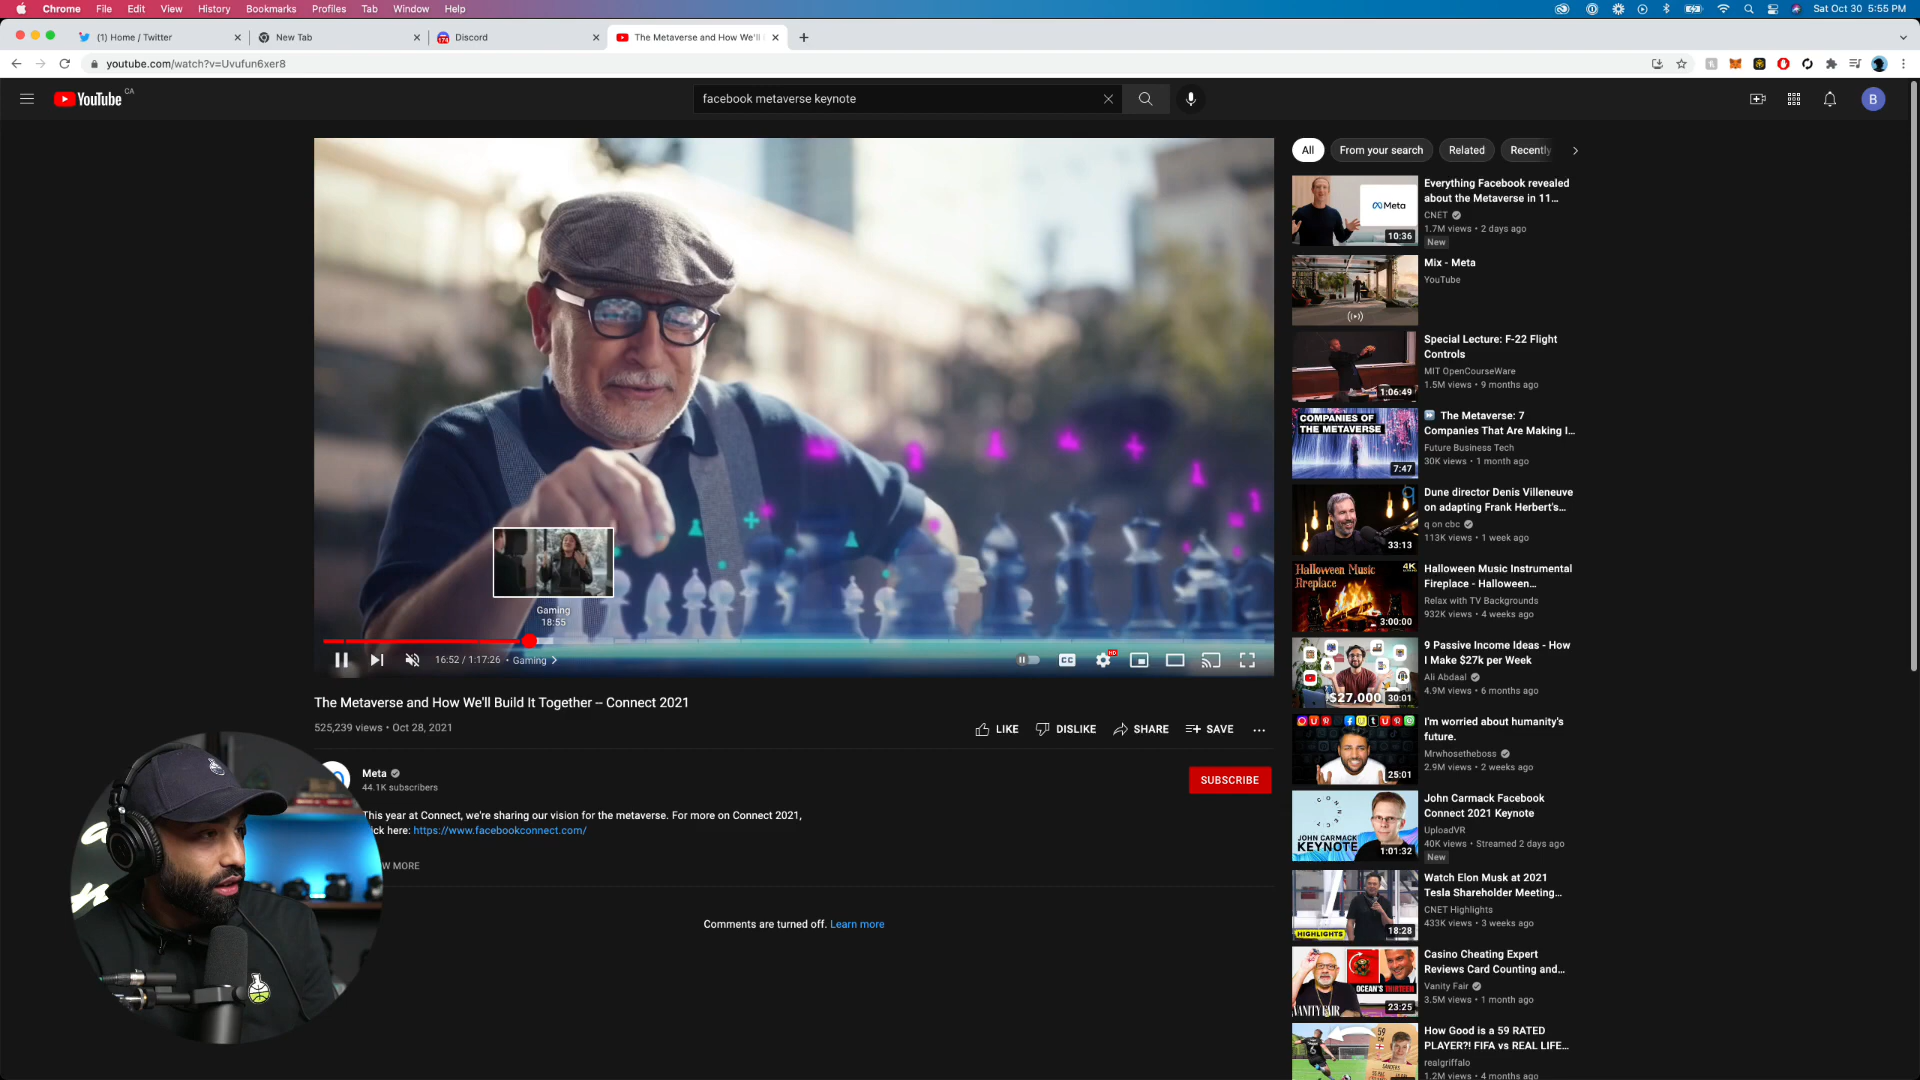 Chrome File Edit View History Bookmarks Profiles Tab Window Help
Sat Oct 30 5:55 PM
(1) Home / Twitter
New Tab
174
Discord
The Metaverse and How We'll
youtube.com/watch?v=Uvufun6xer8
YouTube CA
facebook metaverse keynote
B
All
From your search
Related
Recently
Gaming
18:55
16:52 / 1:17:26 • Gaming
CC
HD
The Metaverse and How We'll Build It Together -- Connect 2021
525,239 views • Oct 28, 2021
LIKE
DISLIKE
SHARE
SAVE
Meta
44.1K subscribers
SUBSCRIBE
This year at Connect, we're sharing our vision for the metaverse. For more on Connect 2021,
ick here: https://www.facebookconnect.com/
W MORE
Comments are turned off. Learn more
Meta
10:36
Everything Facebook revealed
about the Metaverse in 11...
CNET
1.7M views • 2 days ago
New
Mix - Meta
YouTube
1:06:49
Special Lecture: F-22 Flight
Controls
MIT OpenCourseWare
1.5M views • 9 months ago
COMPANIES OF
THE METAVERSE
7:47
The Metaverse: 7
Companies That Are Making I...
Future Business Tech
30K views • 1 month ago
q
33:13
Dune director Denis Villeneuve
on adapting Frank Herbert's...
q on cbc
113K views • 1 week ago
Halloween Music
Fireplace
4K
3:00:00
Halloween Music Instrumental
Fireplace - Halloween...
Relax with TV Backgrounds
932K views • 4 weeks ago
$27,000
30:01
9 Passive Income Ideas - How
I Make $27k per Week
Ali Abdaal
4.9M views • 6 months ago
25:01
I'm worried about humanity's
future.
Mrwhosetheboss
2.9M views • 2 weeks ago
CONNECT
JOHN CARMACK
KEYNOTE
1:01:32
John Carmack Facebook
Connect 2021 Keynote
UploadVR
40K views • Streamed 2 days ago
New
HIGHLIGHTS
18:28
Watch Elon Musk at 2021
Tesla Shareholder Meeting...
CNET Highlights
433K views • 3 weeks ago
OCEAN'S THIRTEEN
VANITY FAIR
23:25
Casino Cheating Expert
Reviews Card Counting and...
Vanity Fair
3.5M views • 1 month ago
59
6
SANDERS
How Good is a 59 RATED
PLAYER?! FIFA vs REAL LIFE...
realgriffalo
1.2M views • 4 months ago